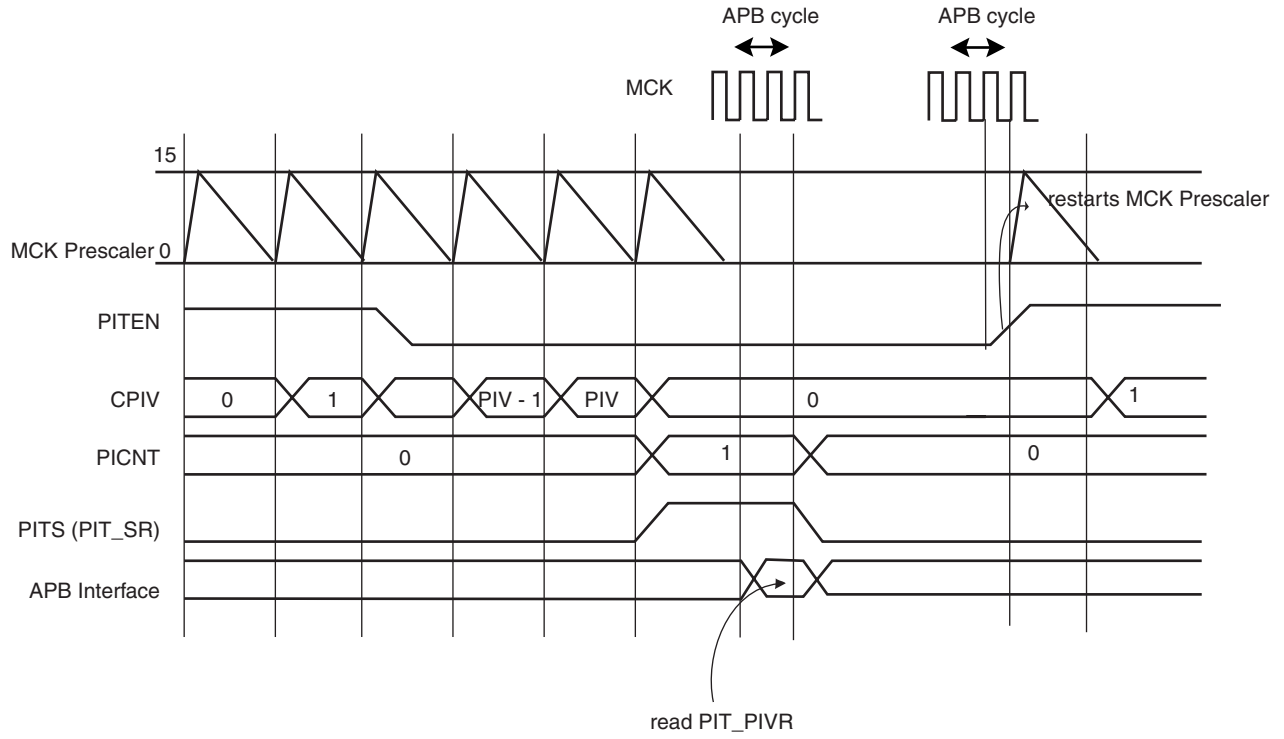 APB cycle
APB cycle
MCK
15
restarts MCK Prescaler
MCK Prescaler 0
PITEN
CPIV
0
1
PIV - 1
PIV
0
1
PICNT
0
1
0
PITS (PIT_SR)
APB Interface
read PIT_PIVR